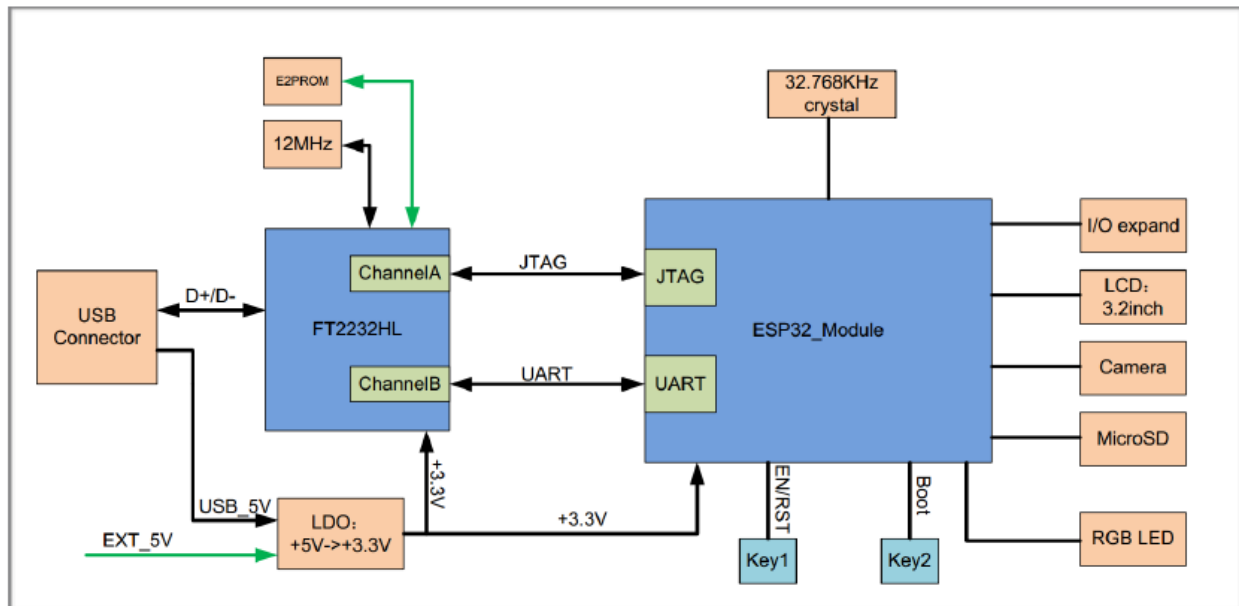 E2PROM
12MHz
32.768KHz
crystal
I/O expand
LCD：
3.2inch
Camera
MicroSD
RGB LED
USB
Connector
D+/D-
FT2232HL
ChannelA
ChannelB
JTAG
UART
JTAG
UART
ESP32_Module
+3.3V
USB_5V
EXT_5V
LDO：
+5V->+3.3V
+3.3V
EN/RST
Boot
Key1
Key2